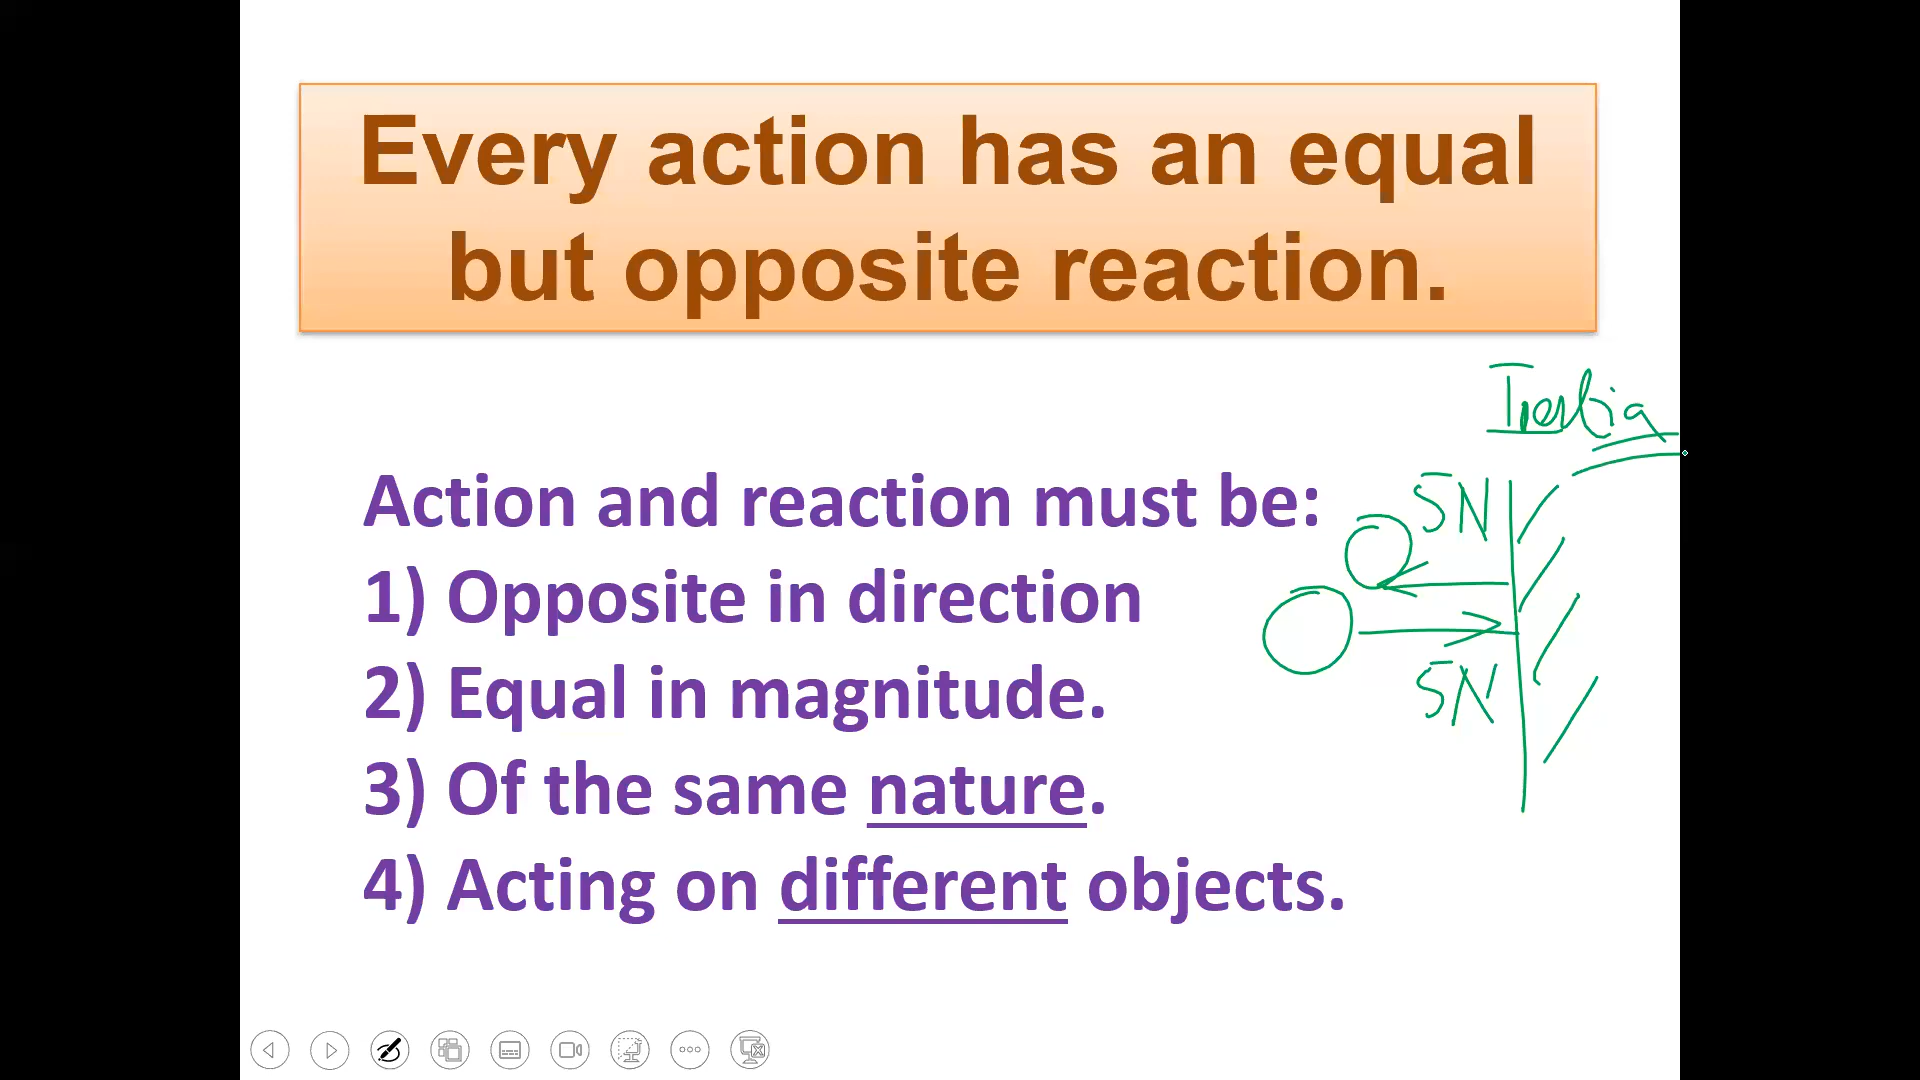 Every action has an equal
but opposite reaction.
Inertia
Action and reaction must be:
5N
1) Opposite in direction
2) Equal in magnitude.
5N
3) Of the same nature.
4) Acting on different objects.